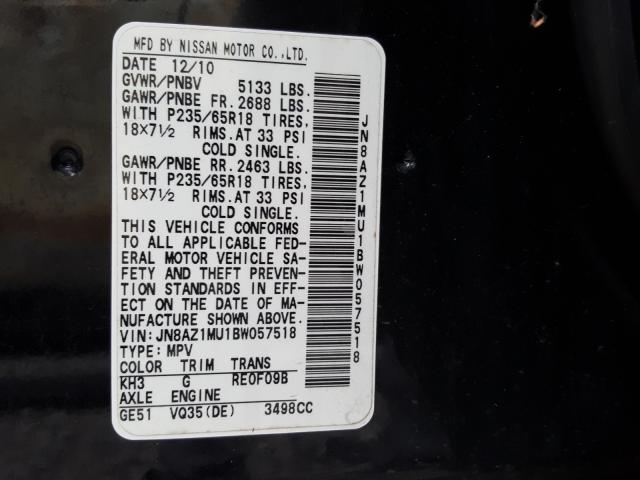 MFD BY NISSAN MOTOR CO.,LTD.
DATE 12/10
GVWR/PNBV 5133 LBS.
GAWR/PNBE FR. 2688 LBS.
WITH P235/65R18 TIRES,
18×7½ RIMS. AT 33 PSI
COLD SINGLE.
GAWR/PNBE RR. 2463 LBS.
WITH P235/65R18 TIRES,
18×7½ RIMS. AT 33 PSI
COLD SINGLE.
THIS VEHICLE CONFORMS
TO ALL APPLICABLE FED-
ERAL MOTOR VEHICLE SA-
FETY AND THEFT PREVEN-
TION STANDARDS IN EFF-
ECT ON THE DATE OF MA-
NUFACTURE SHOWN ABOVE.
VIN: JN8AZ1MU1BW057518
TYPE: MPV
COLOR TRIM TRANS
KH3 G RE0F09B
AXLE ENGINE
GE51 VQ35(DE) 3498CC
JN8AZ1MU1BW057518